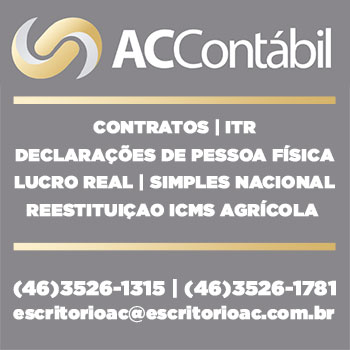 ACContábil
CONTRATOS | ITR
DECLARAÇÕES DE PESSOA FÍSICA
LUCRO REAL | SIMPLES NACIONAL
REESTITUIÇAO ICMS AGRÍCOLA
(46)3526-1315 | (46)3526-1781
escritorioac@escritorioac.com.br